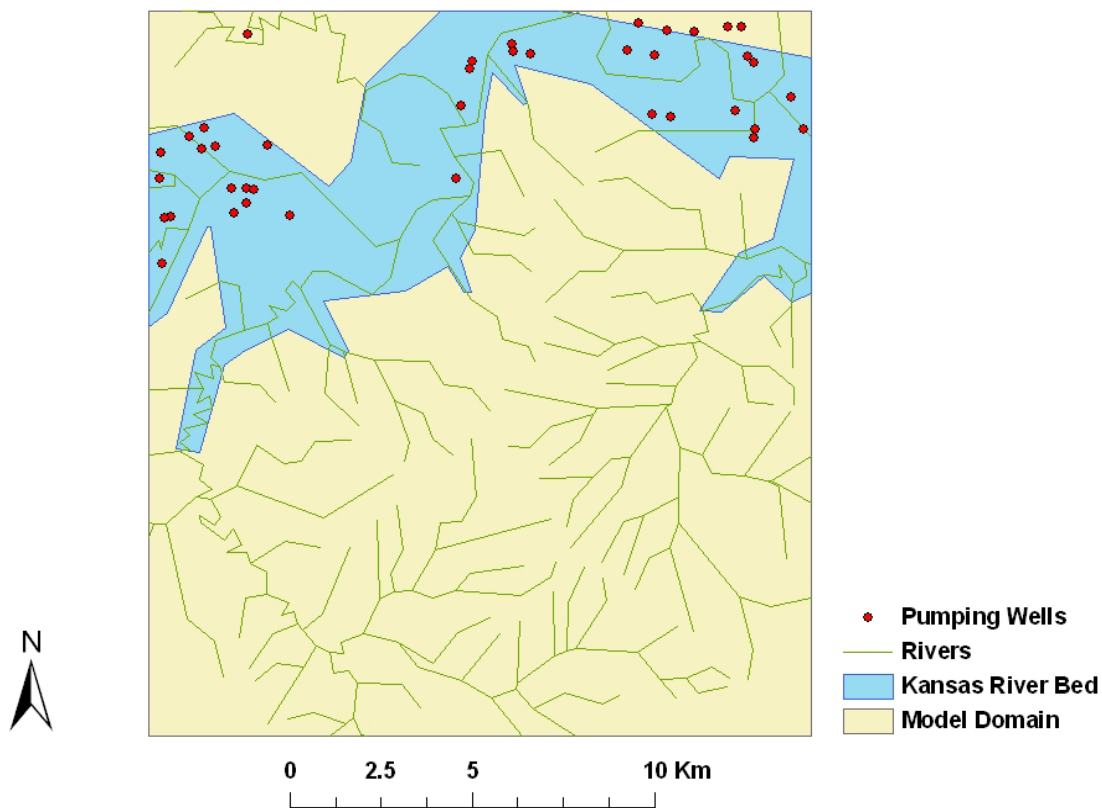 N
Pumping Wells
Rivers
Kansas River Bed
Model Domain
0 2.5 5 10 Km